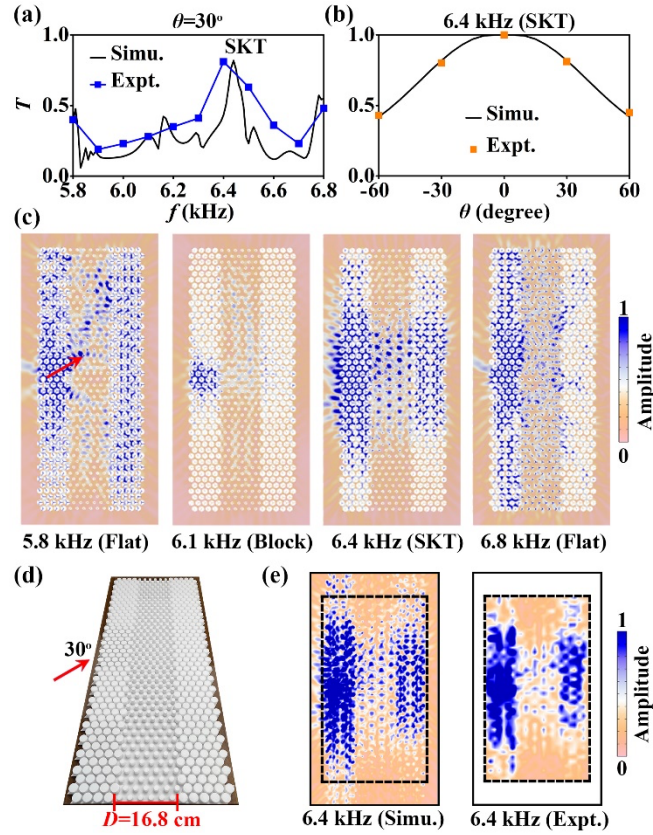 (a)
θ=30°
SKT
Simu.
Expt.
T
1.0
0.5
0.0
5.8 6.0 6.2 6.4 6.6 6.8
f (kHz)
(b)
6.4 kHz (SKT)
1.0
0.5
0.0
Simu.
Expt.
-60 -30 0 30 60
θ (degree)
(c)
1
Amplitude
0
5.8 kHz (Flat) 6.1 kHz (Block) 6.4 kHz (SKT) 6.8 kHz (Flat)
(d)
30°
D=16.8 cm
(e)
1
Amplitude
0
6.4 kHz (Simu.) 6.4 kHz (Expt.)